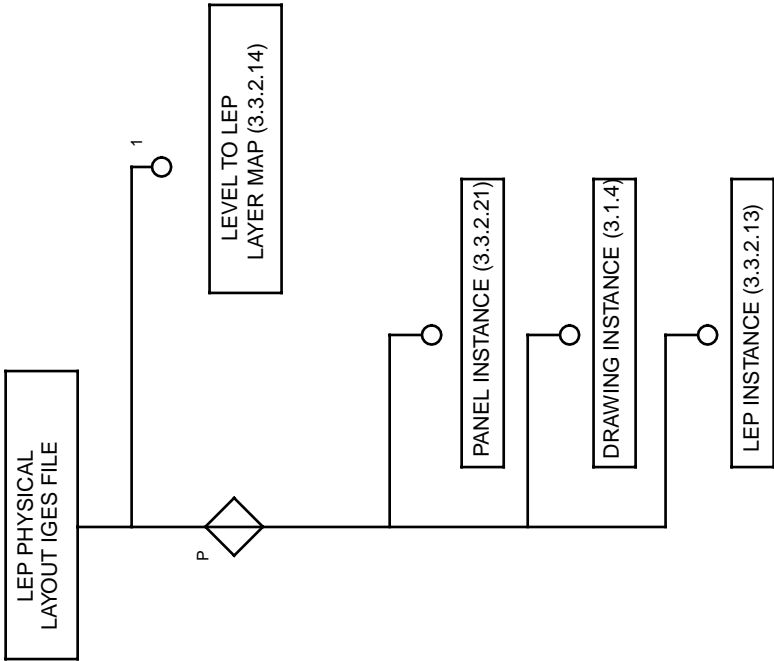 LEP PHYSICAL
LAYOUT IGES FILE
1
LEVEL TO LEP
LAYER MAP (3.3.2.14)
P
PANEL INSTANCE (3.3.2.21)
DRAWING INSTANCE (3.1.4)
LEP INSTANCE (3.3.2.13)